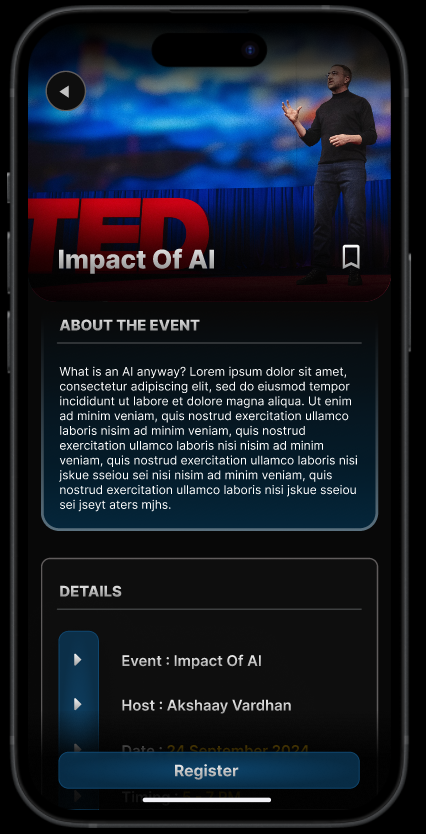 TED
Impact Of AI
ABOUT THE EVENT
What is an AI anyway? Lorem ipsum dolor sit amet,
consectetur adipiscing elit, sed do eiusmod tempor
incididunt ut labore et dolore magna aliqua. Ut enim
ad minim veniam, quis nostrud exercitation ullamco
laboris nisim ad minim veniam, quis nostrud
exercitation ullamco laboris nisi nisim ad minim
veniam, quis nostrud exercitation ullamco laboris nisi
jskue sseiou sei nisi nisim ad minim veniam, quis
nostrud exercitation ullamco laboris nisi jskue sseiou
sei jseyt aters mjhs.
DETAILS
Event : Impact Of AI
Host : Akshaay Vardhan
Date : 24 September 2024
Register
Timing : 5 - 7 PM